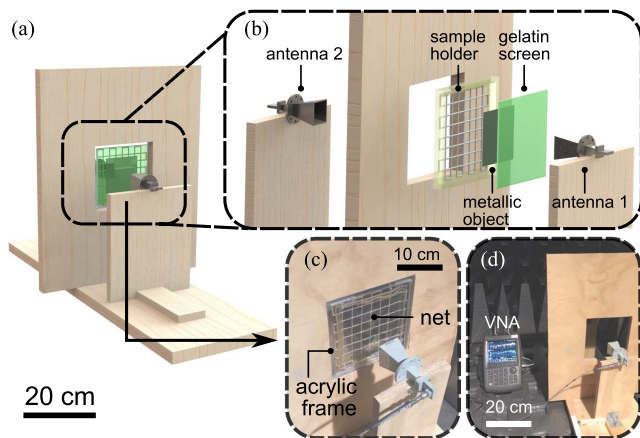 (a)
(b)
antenna 2
sample
holder
gelatin
screen
metallic
object
antenna 1
20 cm
(c)
10 cm
net
acrylic
frame
(d)
VNA
20 cm